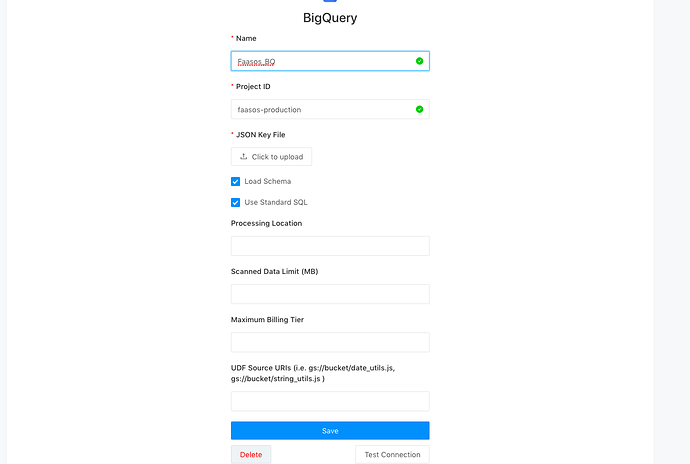 BigQuery
* Name
Faasos_BQ
* Project ID
faasos-production
* JSON Key File
Click to upload
Load Schema
Use Standard SQL
Processing Location
Scanned Data Limit (MB)
Maximum Billing Tier
UDF Source URIs (i.e. gs://bucket/date_utils.js,
gs://bucket/string_utils.js )
Save
Delete
Test Connection